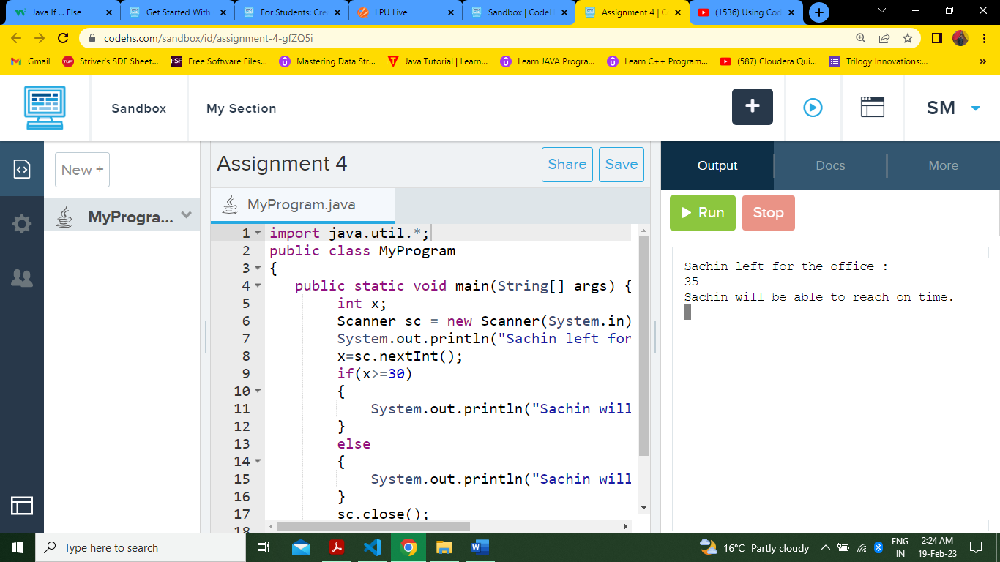 Java If ... Else
Get Started With
For Students: Cre
LPU Live
Sandbox | CodeH
Assignment 4 | C
(1536) Using Coc
codehs.com/sandbox/id/assignment-4-gfZQ5i
Gmail
Striver's SDE Sheet...
FSF
Free Software Files...
Mastering Data Str...
Java Tutorial | Learn...
Learn JAVA Progra...
Learn C++ Program...
(587) Cloudera Qui...
Trilogy Innovations:...
»
Sandbox
My Section
+
SM
New +
MyProgra...
Assignment 4
Share
Save
MyProgram.java
1 import java.util.*;
2 public class MyProgram
3 {
4 public static void main(String[] args) {
5 int x;
6 Scanner sc = new Scanner(System.in)
7 System.out.println("Sachin left for
8 x=sc.nextInt();
9 if(x>=30)
10 {
11 System.out.println("Sachin will
12 }
13 else
14 {
15 System.out.println("Sachin will
16 }
17 sc.close();
18
Output
Docs
More
Run
Stop
Sachin left for the office :
35
Sachin will be able to reach on time.
Type here to search
16°C Partly cloudy
ENG
IN
2:24 AM
19-Feb-23